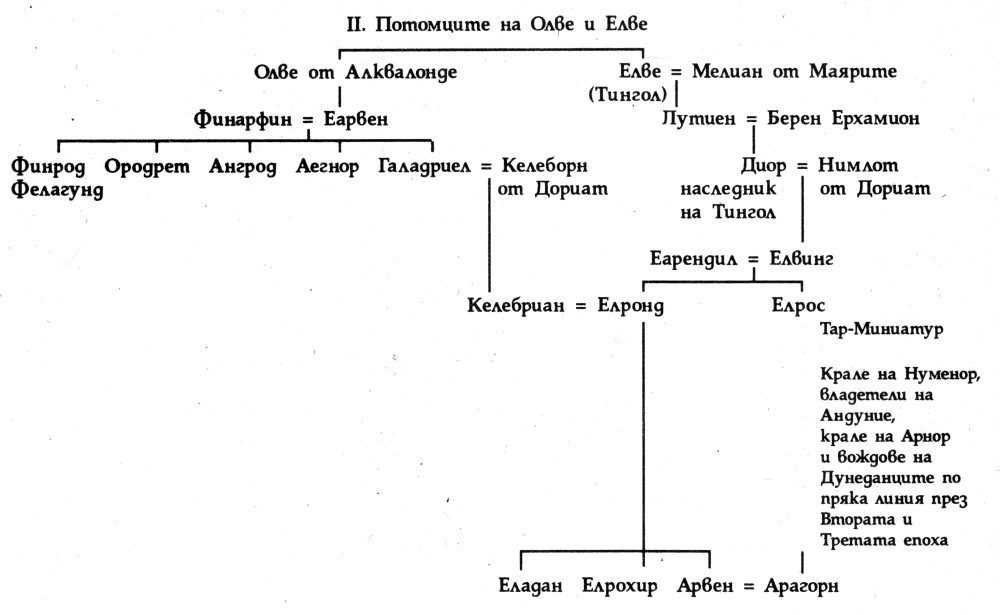 II. Потомците на Олве и Елве
Олве от Алквалонде
Елве = Мелиан от Маярите
(Тингол)
Финарфин = Еарвен
Лутиен = Берен Ерхамион
Финрод Ородрет Ангрод Аегнор Галадриел = Келеборн
Фелагунд
от Дориат
Диор = Нимлот
наследник от Дориат
на Тингол
Еарендил = Елвинг
Келебриан = Елронд
Елрос
Тар-Миниатур
Крале на Нуменор,
владетели на
Андуние,
крале на Арнор
и вождове на
Дунеданците по
пряка линия през
Втората и
Третата епоха
Еладан Елрохир Арвен = Арагорн